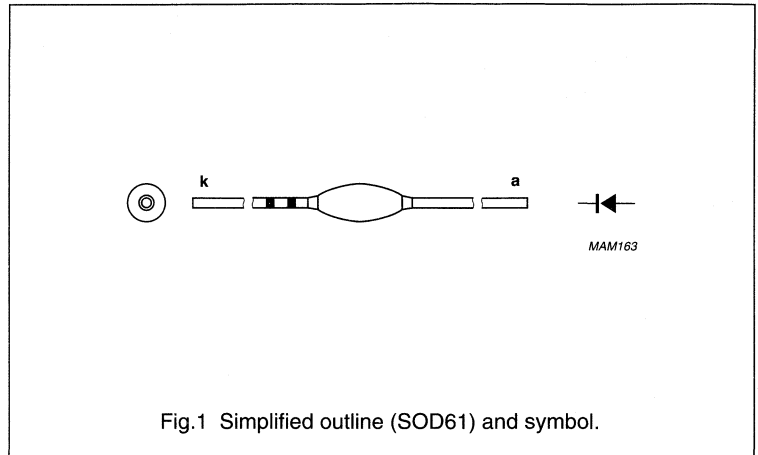 k
a
MAM163
Fig.1 Simplified outline (SOD61) and symbol.